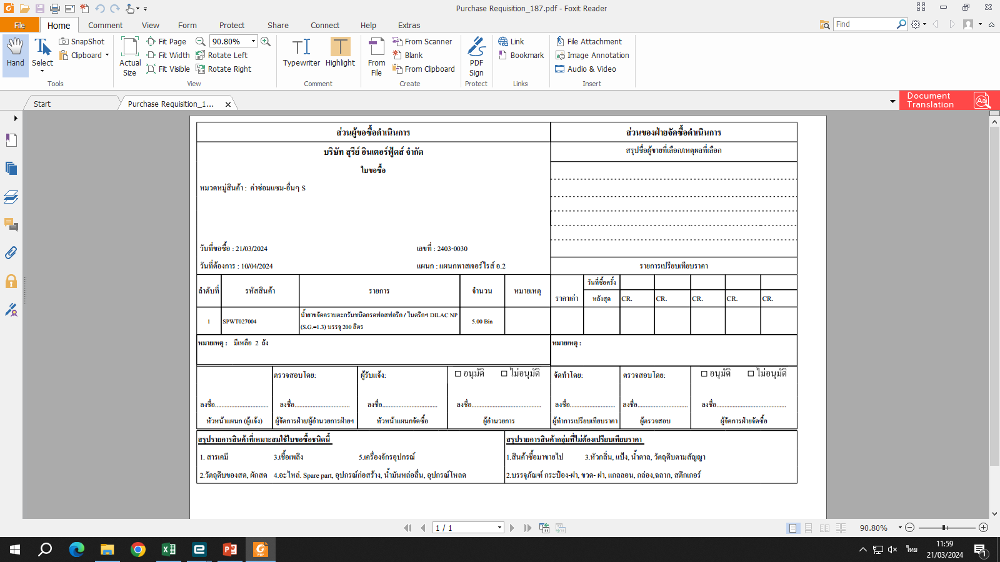 Purchase Requisition_187.pdf - Foxit Reader
File Home Comment View Form Protect Share Connect Help Extras
Find
Hand Select SnapShot Clipboard
Tools
Actual Size Fit Page Fit Width Fit Visible 90.80% Rotate Left Rotate Right
View
Typewriter Highlight
Comment
From File From Scanner Blank From Clipboard
Create
PDF Sign
Protect
Link Bookmark
Links
File Attachment Image Annotation Audio & Video
Insert
Start Purchase Requisition_1...
Document Translation
ส่วนผู้ขอซื้อดำเนินการ ส่วนของฝ่ายจัดซื้อดำเนินการ
บริษัท สุรีย์ อินเตอร์ฟู้ดส์ จำกัด สรุปชื่อผู้ขายที่เลือก/เหตุผลที่เลือก
ใบขอซื้อ
หมวดหมู่สินค้า : ค่าซ่อมแซม-อื่นๆ S
วันที่ขอซื้อ : 21/03/2024 เลขที่ : 2403-0030
วันที่ต้องการ : 10/04/2024 แผนก : แผนกพาสเจอร์ไรส์ อ.2 รายการเปรียบเทียบราคา
ลำดับที่ รหัสสินค้า รายการ จำนวน หมายเหตุ ราคาเก่า วันที่ซื้อครั้ง หลังสุด CR. CR. CR. CR. CR.
1 SPWT027004 น้ำยาขจัดคราบตะกรันชนิดกรดฟอสฟอริก / ไนตริกฯ DILAC NP (S.G.=1.3) บรรจุ 200 ลิตร 5.00 Bin
หมายเหตุ : มีเหลือ 2 ถัง หมายเหตุ :
ตรวจสอบโดย: ผู้รับแจ้ง: อนุมัติ ไม่อนุมัติ จัดทำโดย: ตรวจสอบโดย: อนุมัติ ไม่อนุมัติ
ลงชื่อ................................ ลงชื่อ................................ ลงชื่อ................................ ลงชื่อ................................ ลงชื่อ................................ ลงชื่อ................................ ลงชื่อ................................
หัวหน้าแผนก (ผู้แจ้ง) ผู้จัดการฝ่าย/ผู้อำนวยการฝ่ายฯ หัวหน้าแผนกจัดซื้อ ผู้อำนวยการ ผู้ทำการเปรียบเทียบราคา ผู้ตรวจสอบ ผู้จัดการฝ่ายจัดซื้อ
สรุปรายการสินค้าที่เหมาะสมใช้ใบขอซื้อชนิดนี้ สรุปรายการสินค้ากลุ่มที่ไม่ต้องเปรียบเทียบราคา
1. สารเคมี 3.เชื้อเพลิง 5.เครื่องจักรอุปกรณ์ 1.สินค้าซื้อมาขายไป 3.หัวกลิ่น, แป้ง, น้ำตาล, วัตถุดิบตามสัญญา
2.วัตถุดิบของสด, ผักสด 4.อะไหล่. Spare part, อุปกรณ์ก่อสร้าง, น้ำมันหล่อลื่น, อุปกรณ์โหลด 2.บรรจุภัณฑ์ กระป๋อง-ฝา, ขวด- ฝา, แกลลอน, กล่อง,ฉลาก, สติกเกอร์
1 / 1 90.80%
ไทย 11:59
21/03/2024 1